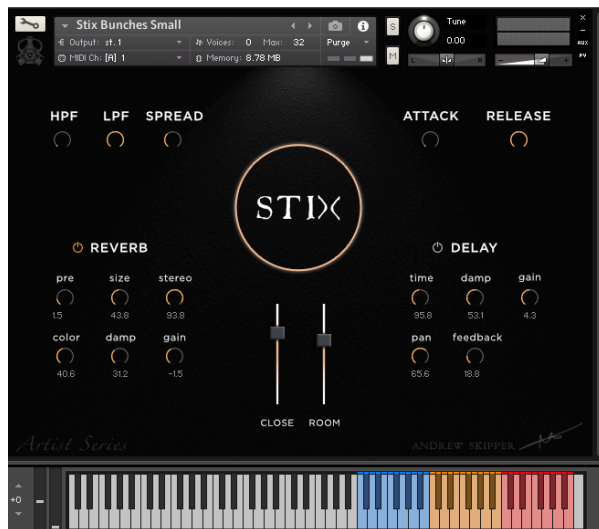 Stix Bunches Small
Output: st.1
Voices: 0 Max: 32
Purge
MIDI Ch: [A] 1
Memory: 8.78 MB
S
M
Tune
0.00
L
R
AUX
PV
HPF LPF SPREAD
ATTACK RELEASE
STIX
REVERB
DELAY
pre size stereo
1.5 43.8 93.8
color damp gain
40.6 31.2 -1.5
time damp gain
95.8 53.1 4.3
pan feedback
65.6 18.8
CLOSE ROOM
Artist Series
ANDREW SKIPPER
+0